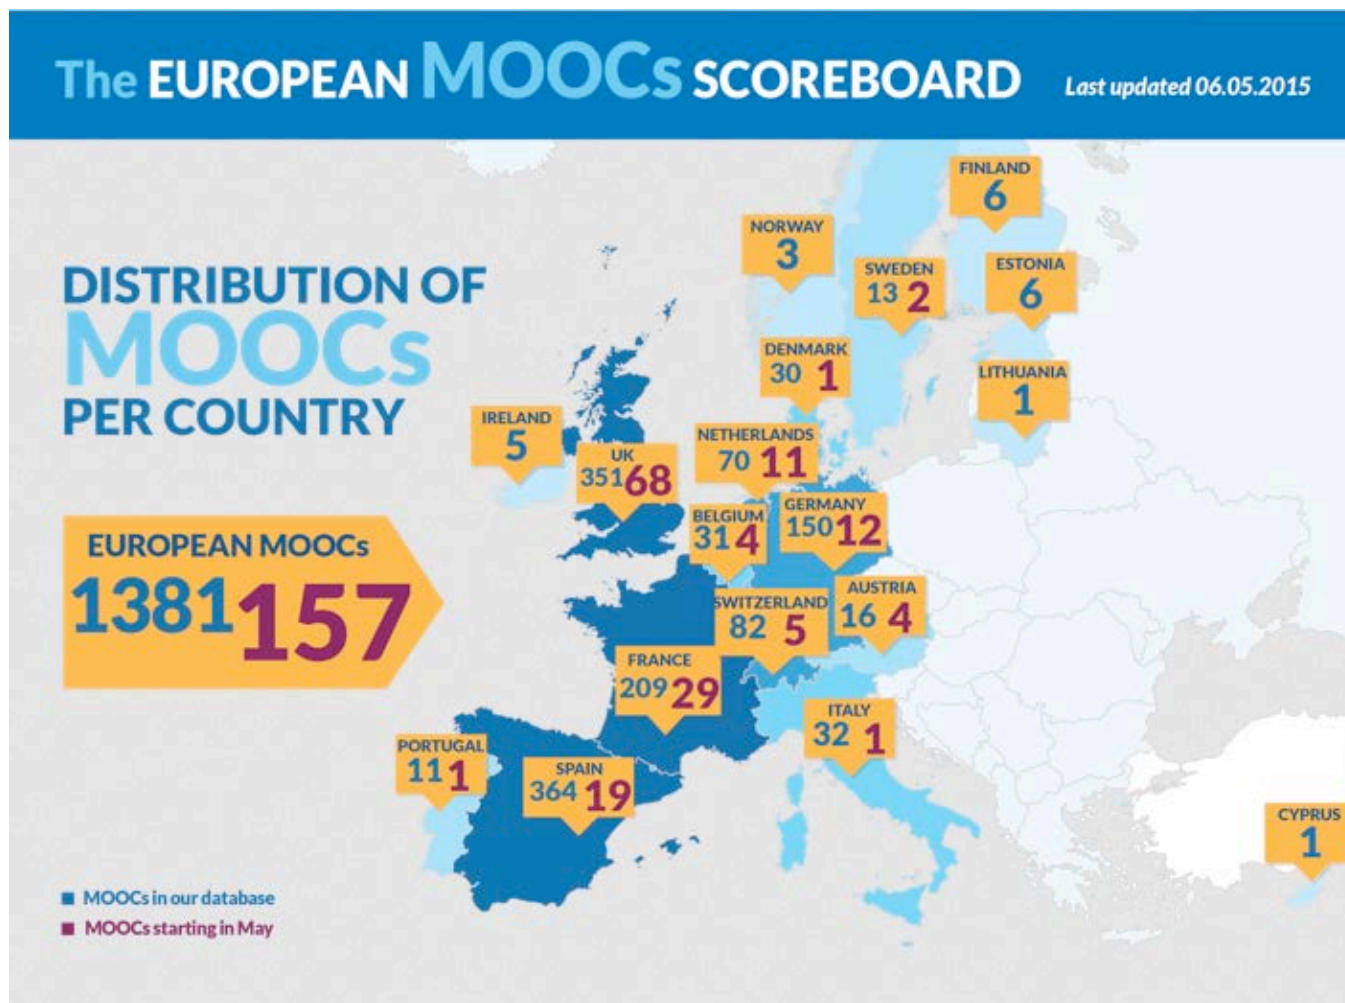 The EUROPEAN MOOCs SCOREBOARD Last updated 06.05.2015
DISTRIBUTION OF
MOOCs
PER COUNTRY
EUROPEAN MOOCs
1381 157
FINLAND
6
NORWAY
3
SWEDEN
13 2
ESTONIA
6
DENMARK
30 1
LITHUANIA
1
IRELAND
5
UK
351 68
NETHERLANDS
70 11
BELGIUM
31 4
GERMANY
150 12
SWITZERLAND
82 5
AUSTRIA
16 4
FRANCE
209 29
ITALY
32 1
PORTUGAL
11 1
SPAIN
364 19
CYPRUS
1
MOOCs in our database
MOOCs starting in May